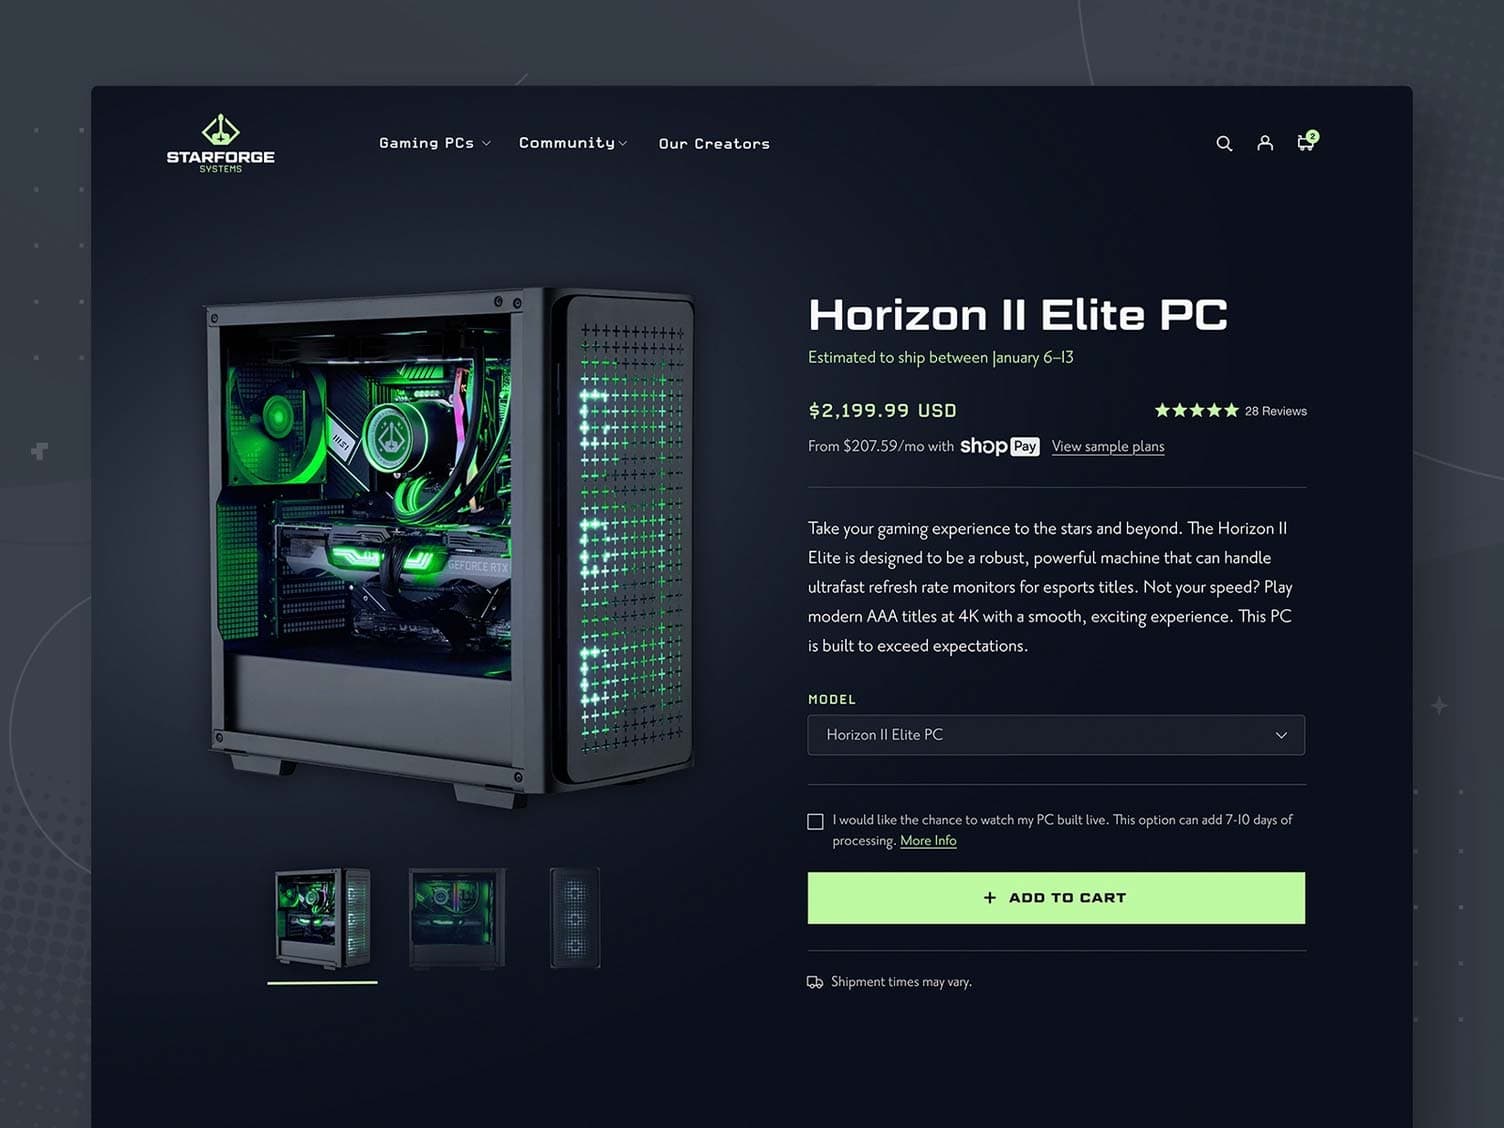 STARFORGE
SYSTEMS
Gaming PCs
Community
Our Creators
2
Horizon II Elite PC
Estimated to ship between January 6–13
$2,199.99 USD
28 Reviews
From $207.59/mo with shop Pay View sample plans
msi
GEFORCE RTX
Take your gaming experience to the stars and beyond. The Horizon II
Elite is designed to be a robust, powerful machine that can handle
ultrafast refresh rate monitors for esports titles. Not your speed? Play
modern AAA titles at 4K with a smooth, exciting experience. This PC
is built to exceed expectations.
MODEL
Horizon II Elite PC
I would like the chance to watch my PC built live. This option can add 7-10 days of
processing. More Info
+ ADD TO CART
Shipment times may vary.